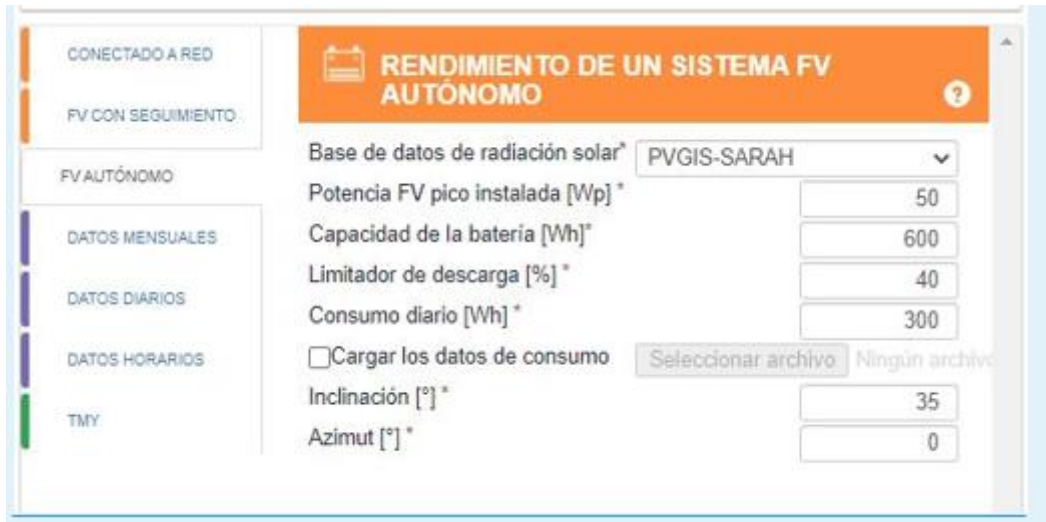 CONECTADO A RED
FV CON SEGUIMIENTO
FV AUTÓNOMO
DATOS MENSUALES
DATOS DIARIOS
DATOS HORARIOS
TMY
RENDIMIENTO DE UN SISTEMA FV
AUTÓNOMO
?
Base de datos de radiación solar* PVGIS-SARAH
Potencia FV pico instalada [Wp] * 50
Capacidad de la batería [Wh]* 600
Limitador de descarga [%] * 40
Consumo diario [Wh] * 300
Cargar los datos de consumo Seleccionar archivo Ningún archivo
Inclinación [°] * 35
Azimut [°] * 0